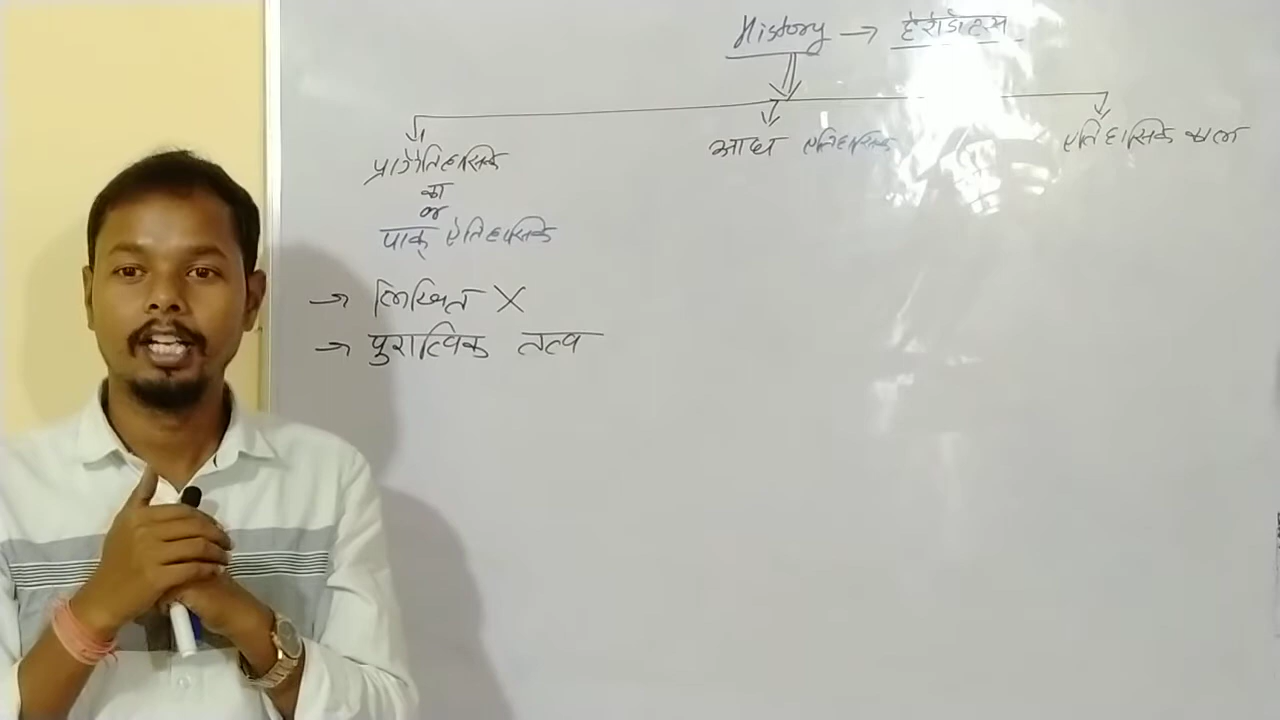 History → हेरोडोटस
प्रागैतिहासिक
आद्य ऐतिहासिक
ऐतिहासिक काल
का
or
पाक् ऐतिहासिक
→ लिखित X
→ पुरात्विक तत्व